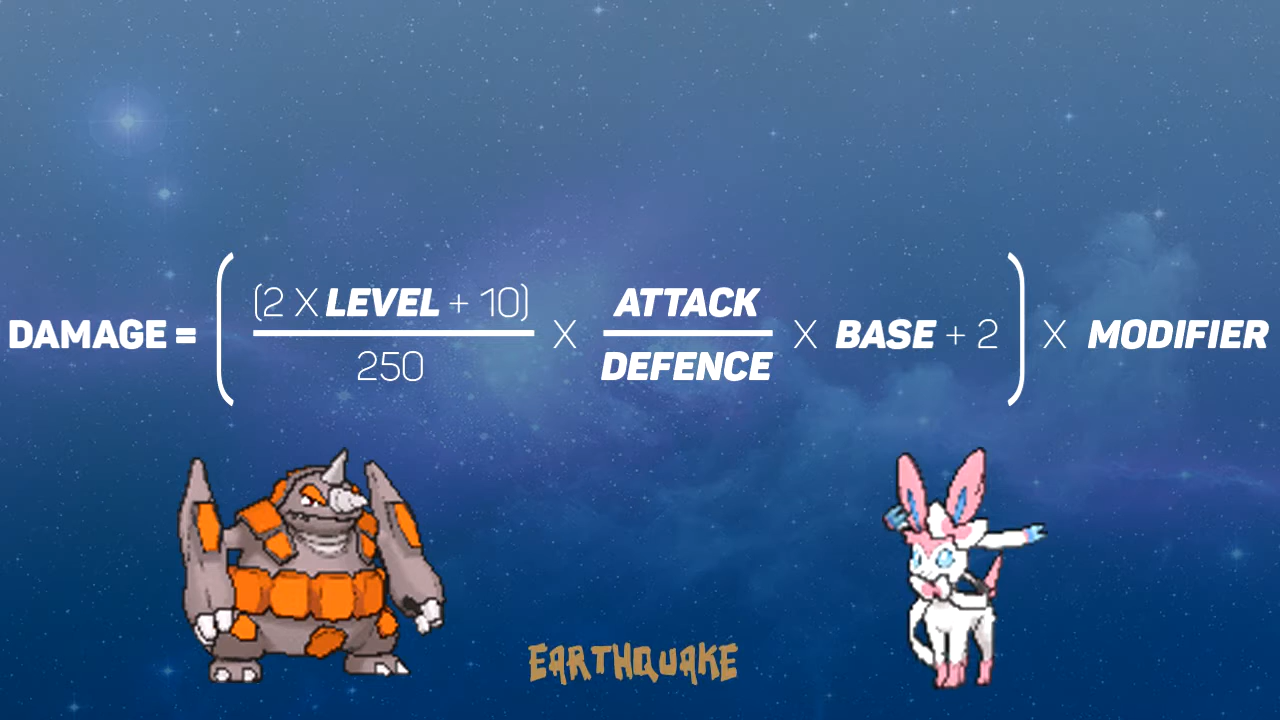 DAMAGE = ( (2 X LEVEL + 10) / 250 X ATTACK / DEFENCE X BASE + 2 ) X MODIFIER
EARTHQUAKE